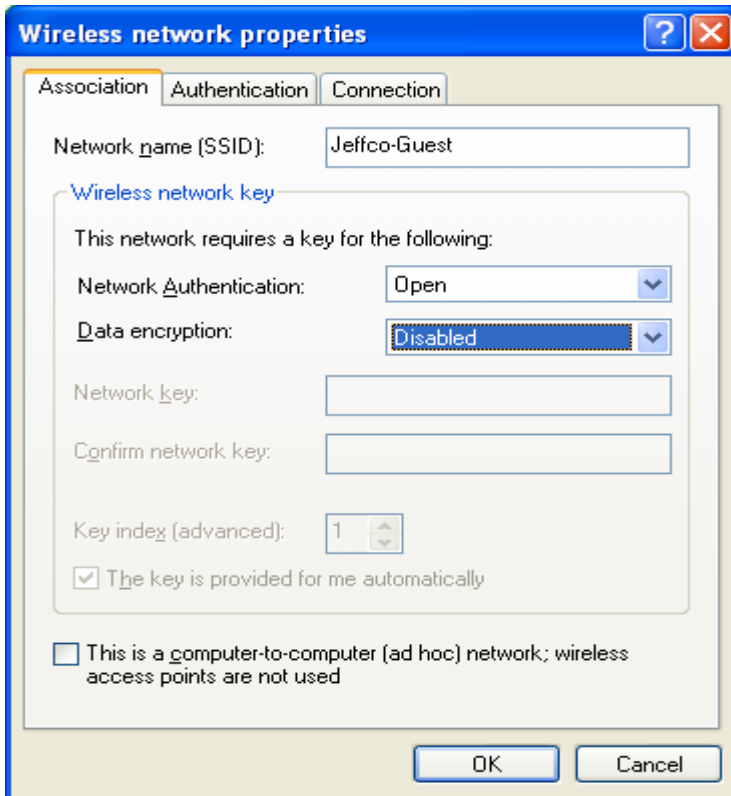 Wireless network properties
Association Authentication Connection
Network name (SSID): Jeffco-Guest
Wireless network key
This network requires a key for the following:
Network Authentication: Open
Data encryption: Disabled
Network key:
Confirm network key:
Key index (advanced): 1
The key is provided for me automatically
This is a computer-to-computer (ad hoc) network; wireless
access points are not used
OK Cancel